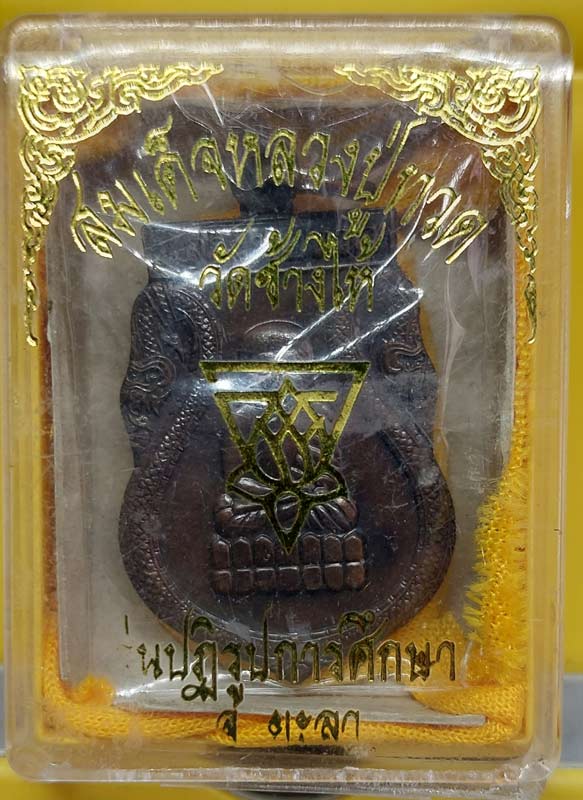 สมเด็จหลวงปู่ทวด
วัดช้างให้
รุ่นปฏิรูปการศึกษา